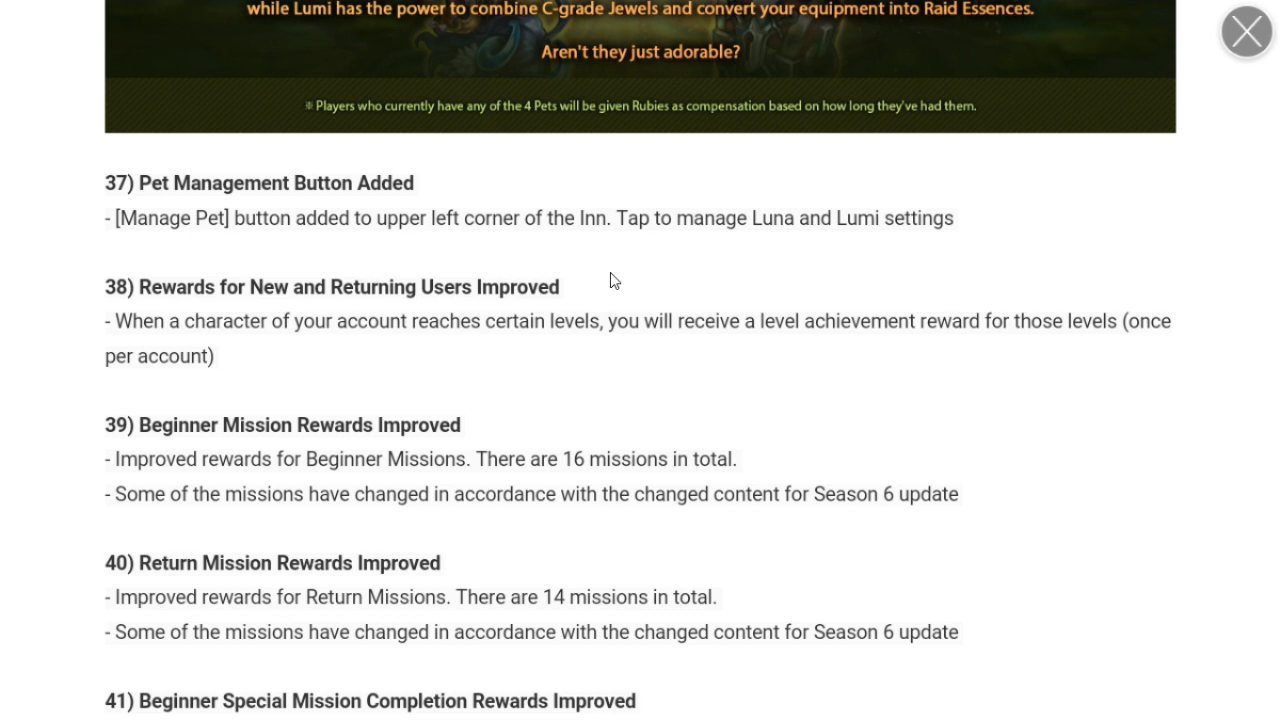 while Lumi has the power to combine C-grade Jewels and convert your equipment into Raid Essences.
Aren't they just adorable?
※ Players who currently have any of the 4 Pets will be given Rubies as compensation based on how long they've had them.
37) Pet Management Button Added
- [Manage Pet] button added to upper left corner of the Inn. Tap to manage Luna and Lumi settings
38) Rewards for New and Returning Users Improved
- When a character of your account reaches certain levels, you will receive a level achievement reward for those levels (once
per account)
39) Beginner Mission Rewards Improved
- Improved rewards for Beginner Missions. There are 16 missions in total.
- Some of the missions have changed in accordance with the changed content for Season 6 update
40) Return Mission Rewards Improved
- Improved rewards for Return Missions. There are 14 missions in total.
- Some of the missions have changed in accordance with the changed content for Season 6 update
41) Beginner Special Mission Completion Rewards Improved